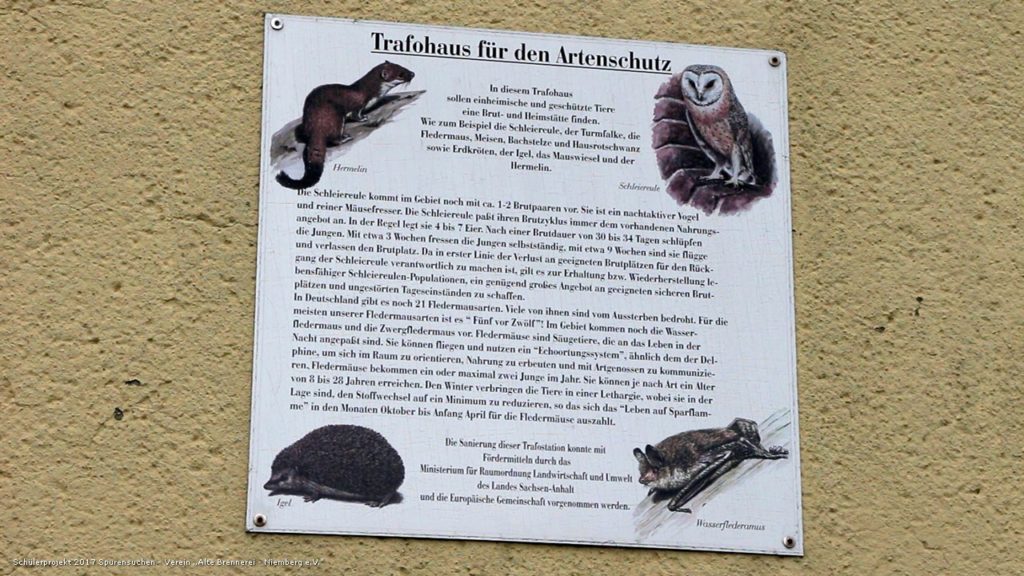 Trafohaus für den Artenschutz
In diesem Trafohaus
sollen einheimische und geschützte Tiere
eine Brut- und Heimstätte finden.
Wie zum Beispiel die Schleiereule, der Turmfalke, die
Fledermaus, Meisen, Bachstelze und Hausrotschwanz
sowie Erdkröten, der Igel, das Mauswiesel und der
Hermelin.
Hermelin
Schleiereule
Die Schleiereule kommt im Gebiet noch mit ca. 1-2 Brutpaaren vor. Sie ist ein nachtaktiver Vogel
und reiner Mäusefresser. Die Schleiereule paßt ihren Brutzyklus immer dem vorhandenen Nahrungs-
angebot an. In der Regel legt sie 4 bis 7 Eier. Nach einer Brutdauer von 30 bis 34 Tagen schlüpfen
die Jungen. Mit etwa 3 Wochen fressen die Jungen selbstständig, mit etwa 9 Wochen sind sie flügge
und verlassen den Brutplatz. Da in erster Linie der Verlust an geeigneten Brutplätzen für den Rück-
gang der Schleiereule verantwortlich zu machen ist, gilt es zur Erhaltung bzw. Wiederherstellung le-
bensfähiger Schleiereulen-Populationen, ein genügend großes Angebot an geeigneten sicheren Brut-
plätzen und ungestörten Tageseinständen zu schaffen.
In Deutschland gibt es noch 21 Fledermausarten. Viele von ihnen sind vom Aussterben bedroht. Für die
meisten unserer Fledermausarten ist es “ Fünf vor Zwölf”! Im Gebiet kommen noch die Wasser-
fledermaus und die Zwergfledermaus vor. Fledermäuse sind Säugetiere, die an das Leben in der
Nacht angepaßt sind. Sie können fliegen und nutzen ein “Echoortungssystem”, ähnlich dem der Del-
phine, um sich im Raum zu orientieren, Nahrung zu erbeuten und mit Artgenossen zu kommunizie-
ren. Fledermäuse bekommen ein oder maximal zwei Junge im Jahr. Sie können je nach Art ein Alter
von 8 bis 28 Jahren erreichen. Den Winter verbringen die Tiere in einer Lethargie, wobei sie in der
Lage sind, den Stoffwechsel auf ein Minimum zu reduzieren, so das sich das “Leben auf Sparflam-
me” in den Monaten Oktober bis Anfang April für die Fledermäuse auszahlt.
Die Sanierung dieser Trafostation konnte mit
Fördermitteln durch das
Ministerium für Raumordnung Landwirtschaft und Umwelt
des Landes Sachsen-Anhalt
und die Europäische Gemeinschaft vorgenommen werden.
Igel
Wasserfledermaus
Schülerprojekt 2017 Spurensuchen - Verein „Alte Brennerei - Niemberg e.V."